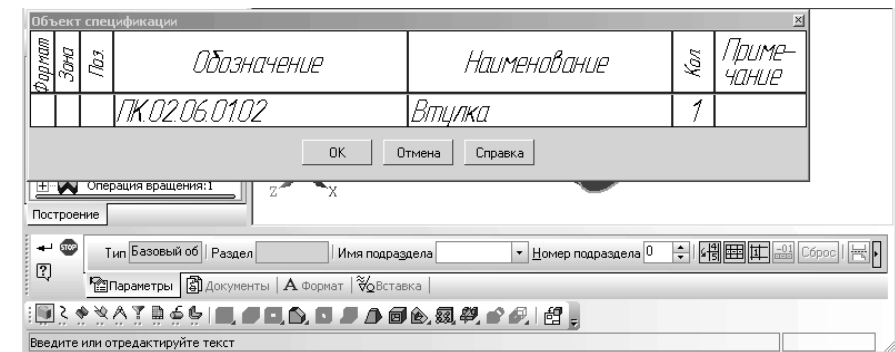 Объект спецификации
Формат Зона Поз. Обозначение Наименование Кол. Приме-
чание
ПК.02.06.01.02 Втулка 1
OK Отмена Справка
Операция вращения:1
Z X
Построение
Тип Базовый об Раздел Имя подраздела Номер подраздела 0 Сброс
Параметры Документы Формат Вставка
Введите или отредактируйте текст